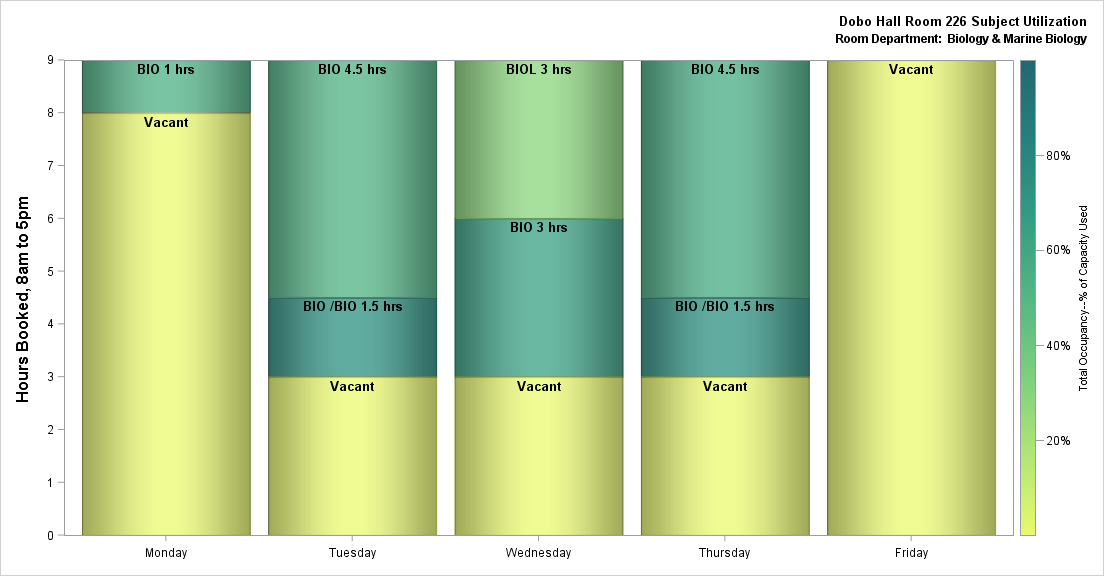 Dobo Hall Room 226 Subject Utilization
Room Department: Biology & Marine Biology
Hours Booked, 8am to 5pm
9
8
7
6
5
4
3
2
1
0
BIO 1 hrs
Vacant
BIO 4.5 hrs
BIO /BIO 1.5 hrs
Vacant
BIOL 3 hrs
BIO 3 hrs
Vacant
BIO 4.5 hrs
BIO /BIO 1.5 hrs
Vacant
Vacant
Monday
Tuesday
Wednesday
Thursday
Friday
80%
60%
40%
20%
Total Occupancy--% of Capacity Used